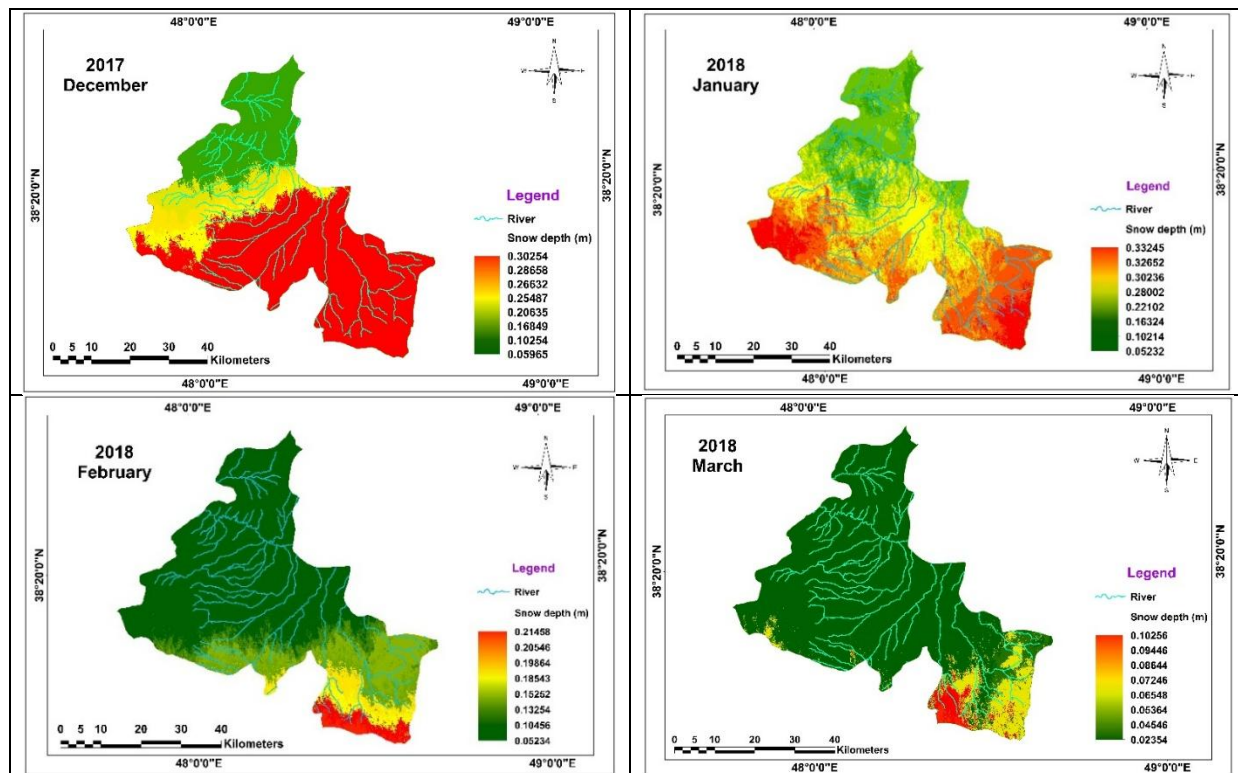 48°0'0"E
49°0'0"E
2017
December
N
W
S
38°20'0"N
38°20'0"N
Legend
River
Snow depth (m)
0.30254
0.28658
0.26632
0.25487
0.20635
0.16849
0.10254
0.05965
0 5 10 20 30 40
Kilometers
48°0'0"E
49°0'0"E
48°0'0"E
49°0'0"E
2018
January
N
W E
S
38°20'0"N
38°20'0"N
Legend
River
Snow depth (m)
0.33245
0.32652
0.30236
0.28002
0.22102
0.16324
0.10214
0.05232
0 5 10 20 30 40
Kilometers
48°0'0"E
49°0'0"E
48°0'0"E
49°0'0"E
2018
February
N
W
S
38°20'0"N
38°20'0"N
Legend
River
Snow depth (m)
0.21458
0.20546
0.19864
0.18543
0.15262
0.13254
0.10456
0.05234
0 5 10 20 30 40
Kilometers
48°0'0"E
49°0'0"E
48°0'0"E
49°0'0"E
2018
March
N
W E
S
38°20'0"N
38°20'0"N
Legend
River
Snow depth (m)
0.10256
0.09446
0.08644
0.07246
0.06548
0.05364
0.04546
0.02354
0 5 10 20 30 40
Kilometers
48°0'0"E
49°0'0"E